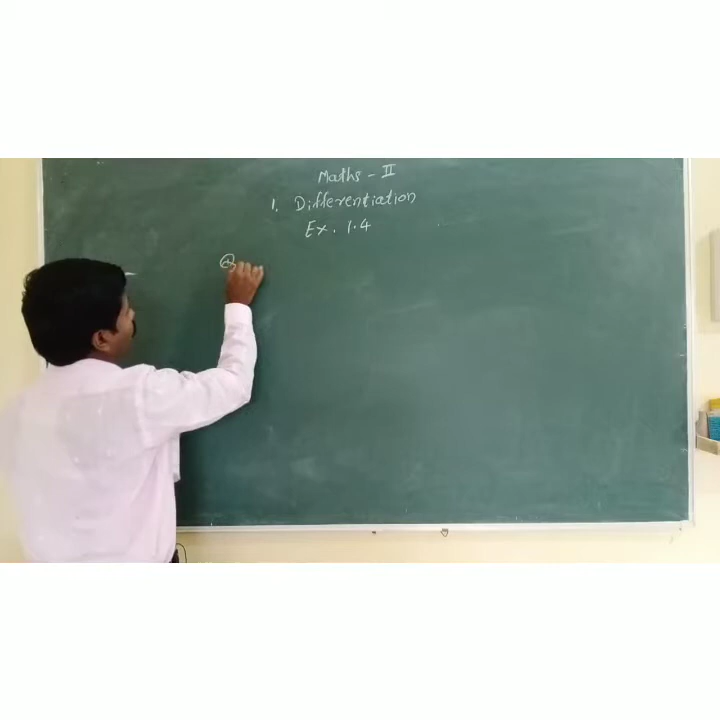 Maths - II
1. Differentiation
Ex. 1.4
Q